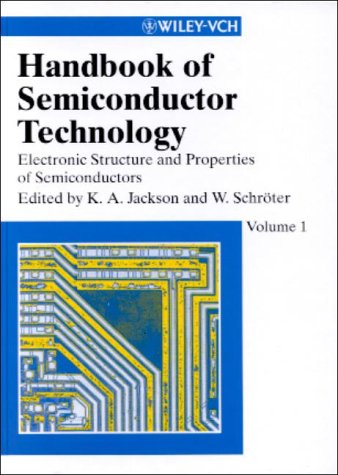 WILEY-VCH
Handbook of
Semiconductor
Technology
Electronic Structure and Properties
of Semiconductors
Edited by K. A. Jackson and W. Schröter
Volume 1